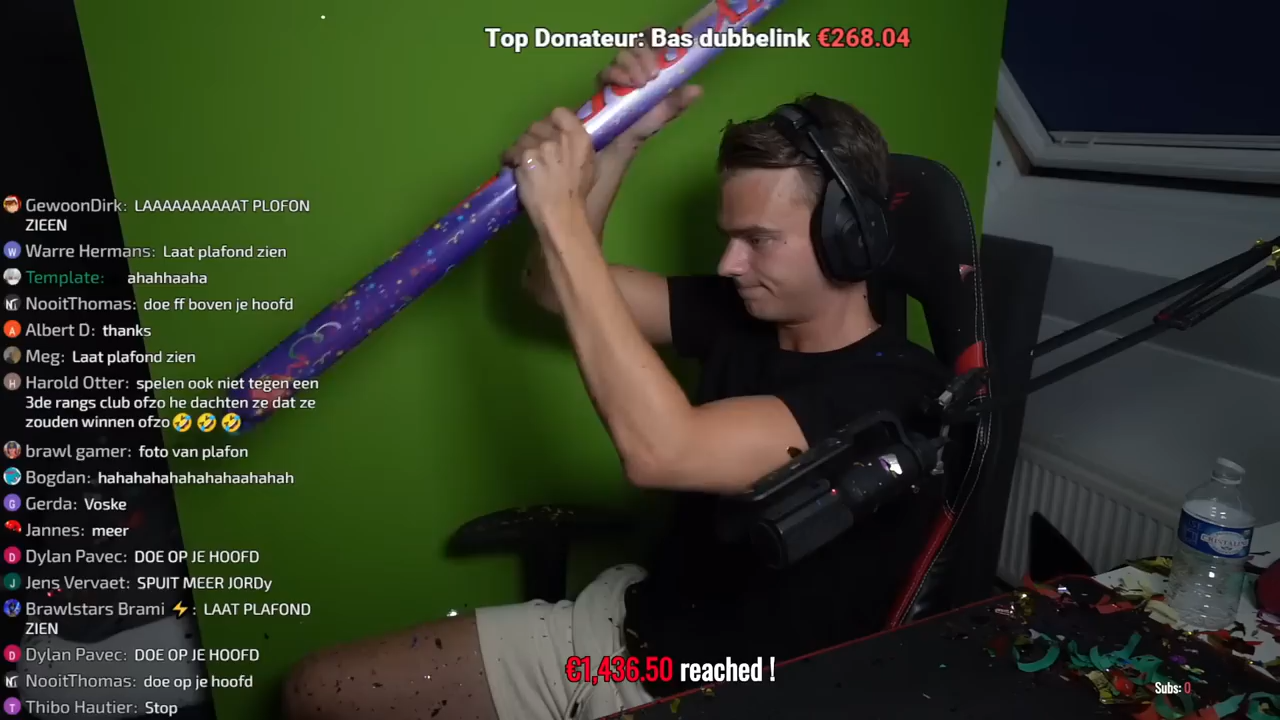 Top Donateur: Bas dubbelink €268.04
GewoonDirk: LAAAAAAAAAAT PLOFON
ZIEEN
Warre Hermans: Laat plafond zien
Template: ahahhaaha
NooitThomas: doe ff boven je hoofd
Albert D: thanks
Meg: Laat plafond zien
Harold Otter: spelen ook niet tegen een
3de rangs club ofzo he dachten ze dat ze
zouden winnen ofzo🤣🤣🤣
brawl gamer: foto van plafon
Bogdan: hahahahahahahaahahah
Gerda: Voske
Jannes: meer
Dylan Pavec: DOE OP JE HOOFD
Jens Vervaet: SPUIT MEER JORDy
Brawlstars Brami ⚡: LAAT PLAFOND
ZIEN
Dylan Pavec: DOE OP JE HOOFD
NooitThomas: doe op je hoofd
Thibo Hautier: Stop
€1,436.50 reached !
Subs: 0
CRISTALINE